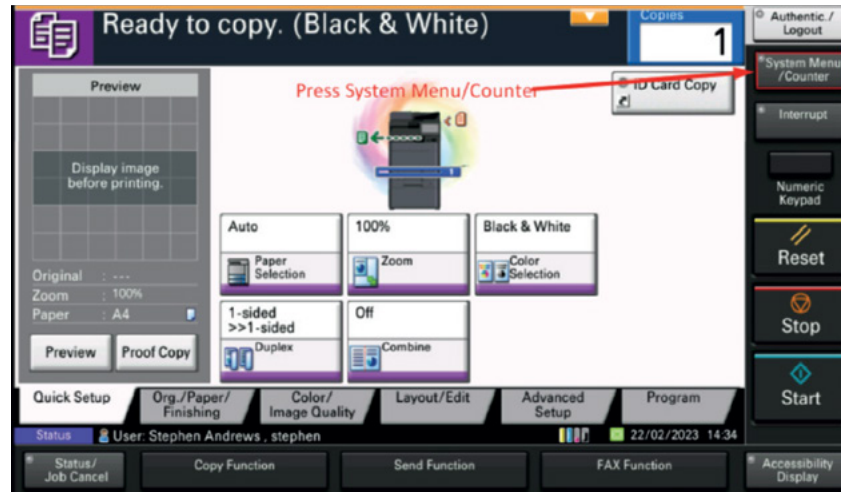 Ready to copy. (Black & White)
Copies
1
Authentic./
Logout
System Menu
/Counter
Interrupt
Numeric
Keypad
Reset
Stop
Start
Preview
Display image
before printing.
Original : ---
Zoom : 100%
Paper : A4
Preview
Proof Copy
Press System Menu/Counter
ID Card Copy
1
Auto
Paper
Selection
100%
Zoom
Black & White
Color
Selection
1-sided
>>1-sided
Duplex
Off
Combine
Quick Setup
Org./Paper/
Finishing
Color/
Image Quality
Layout/Edit
Advanced
Setup
Program
Status
User: Stephen Andrews , stephen
22/02/2023 14:34
Status/
Job Cancel
Copy Function
Send Function
FAX Function
Accessibility
Display